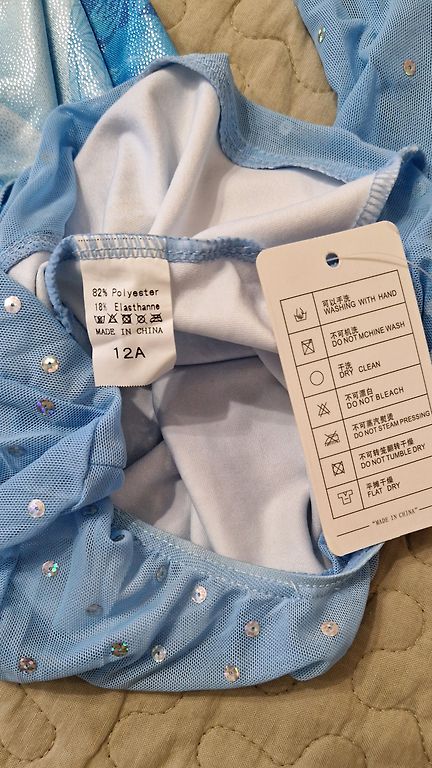 82% Polyester
18% Elasthanne
MADE IN CHINA
12A
可以手洗
WASHING WITH HAND
不可机洗
DO NOT MCHINE WASH
干洗
DRY CLEAN
不可漂白
DO NOT BLEACH
不可蒸汽熨烫
DO NOT STEAM PRESSING
不可转笼翻转干燥
DO NOT TUMBLE DRY
平摊干燥
FLAT DRY
"MADE IN CHINA"